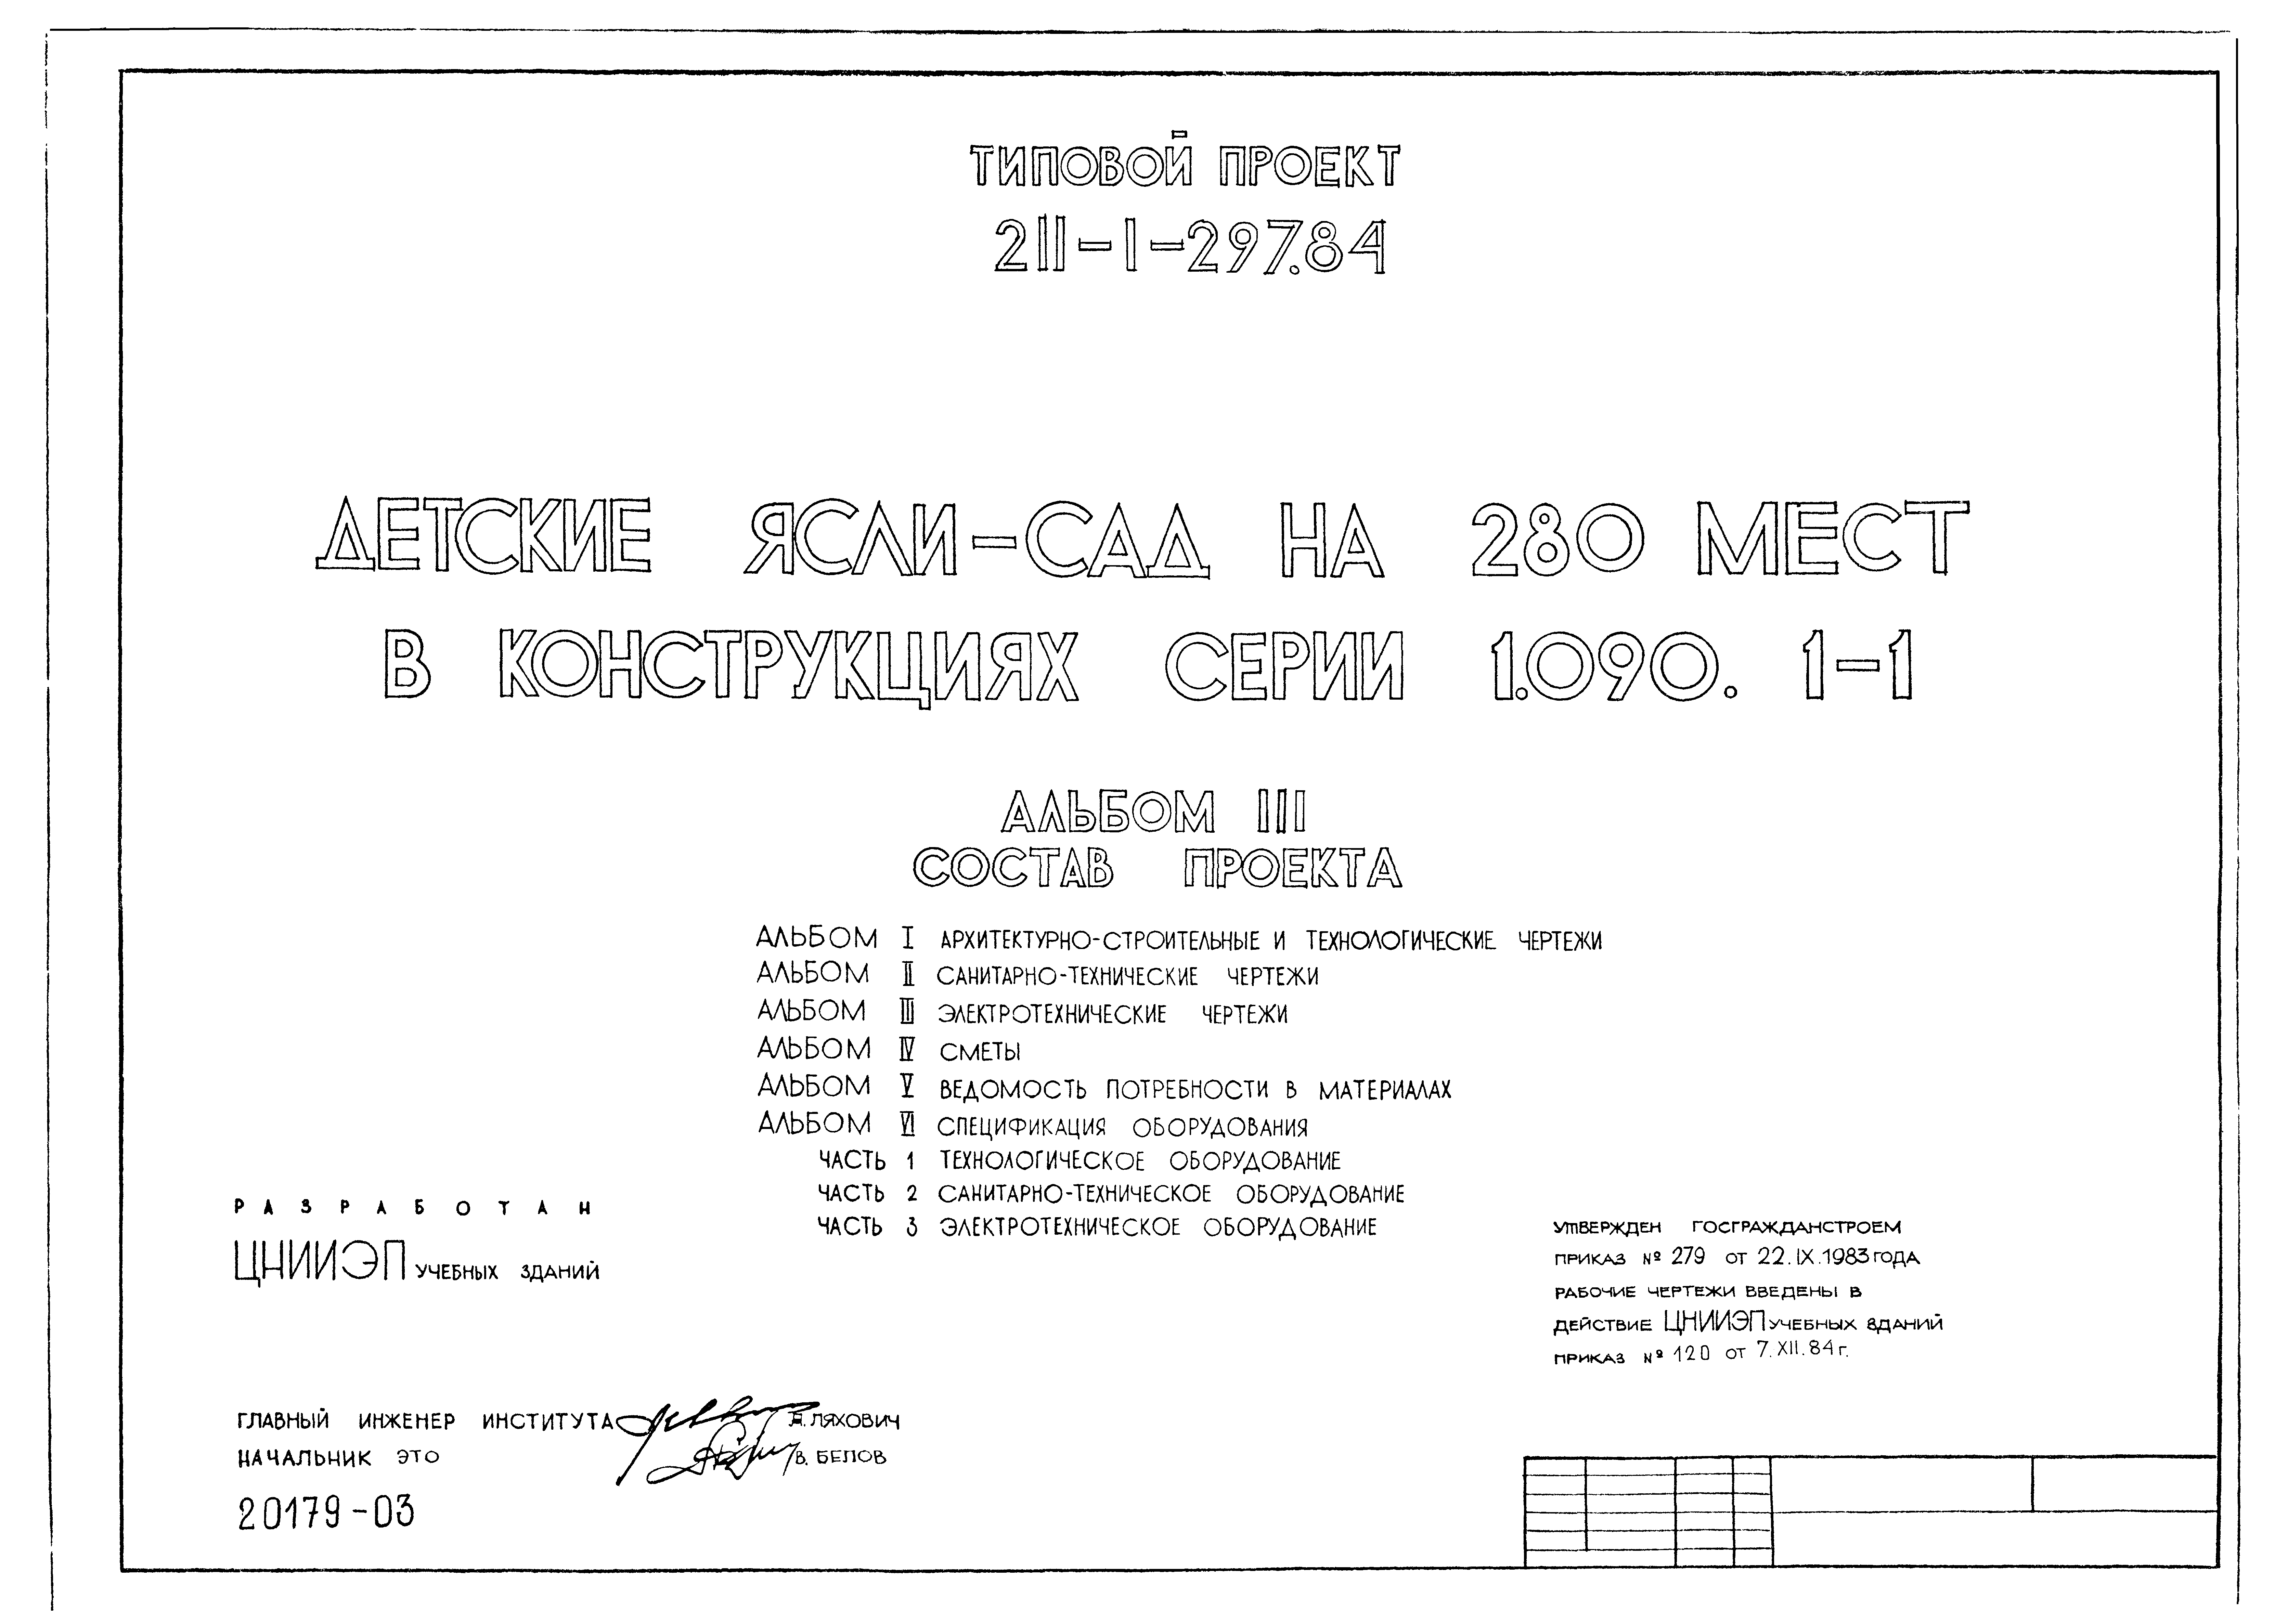 ТИПОВОЙ ПРОЕКТ
211-1-297.84
ДЕТСКИЕ ЯСЛИ-САД НА 280 МЕСТ
В КОНСТРУКЦИЯХ СЕРИИ 1.090. 1-1
АЛЬБОМ III
СОСТАВ ПРОЕКТА
АЛЬБОМ I АРХИТЕКТУРНО-СТРОИТЕЛЬНЫЕ И ТЕХНОЛОГИЧЕСКИЕ ЧЕРТЕЖИ
АЛЬБОМ II САНИТАРНО-ТЕХНИЧЕСКИЕ ЧЕРТЕЖИ
АЛЬБОМ III ЭЛЕКТРОТЕХНИЧЕСКИЕ ЧЕРТЕЖИ
АЛЬБОМ IV СМЕТЫ
АЛЬБОМ V ВЕДОМОСТЬ ПОТРЕБНОСТИ В МАТЕРИАЛАХ
АЛЬБОМ VI СПЕЦИФИКАЦИЯ ОБОРУДОВАНИЯ
ЧАСТЬ 1 ТЕХНОЛОГИЧЕСКОЕ ОБОРУДОВАНИЕ
ЧАСТЬ 2 САНИТАРНО-ТЕХНИЧЕСКОЕ ОБОРУДОВАНИЕ
ЧАСТЬ 3 ЭЛЕКТРОТЕХНИЧЕСКОЕ ОБОРУДОВАНИЕ
РАЗРАБОТАН
ЦНИИЭП УЧЕБНЫХ ЗДАНИЙ
УТВЕРЖДЕН ГОСГРАЖДАНСТРОЕМ
ПРИКАЗ № 279 ОТ 22.IX.1983 ГОДА
РАБОЧИЕ ЧЕРТЕЖИ ВВЕДЕНЫ В
ДЕЙСТВИЕ ЦНИИЭП УЧЕБНЫХ ЗДАНИЙ
ПРИКАЗ № 120 ОТ 7.XII.84 г.
ГЛАВНЫЙ ИНЖЕНЕР ИНСТИТУТА ЛЯХОВИЧ
НАЧАЛЬНИК ЭТО В. БЕЛОВ
20179-03